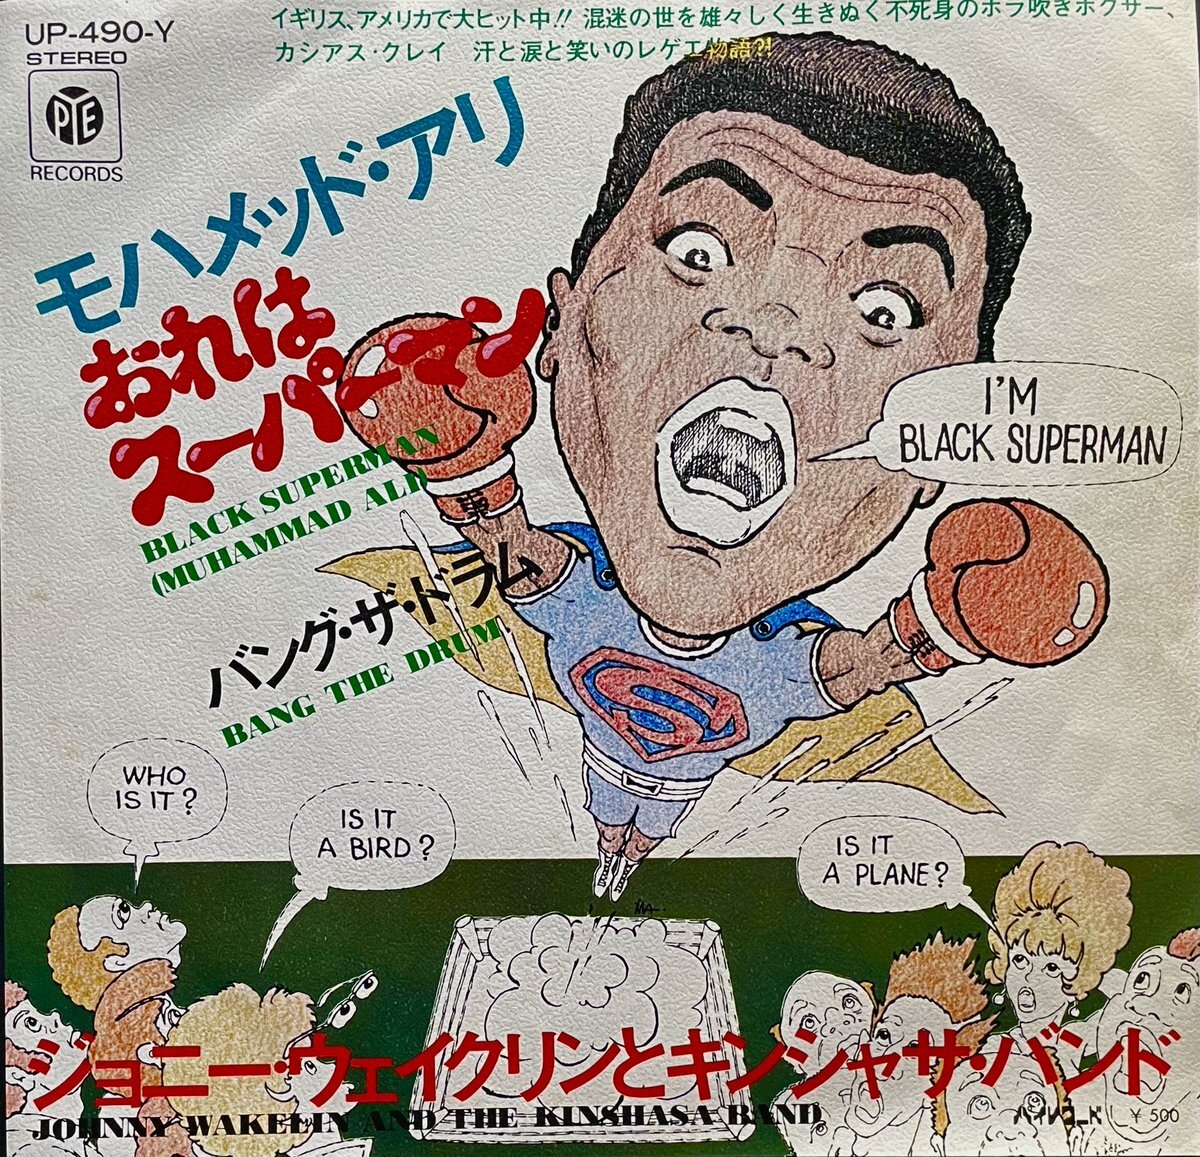 UP-490-Y
STEREO
PYE
RECORDS
イギリス、アメリカで大ヒット中!! 混迷の世を雄々しく生きぬく不死身のホラ吹きボクサー、
カシアス・クレイ 汗と涙と笑いのレゲエ物語?!
モハメッド・アリ
おれは
スーパーマン
BLACK SUPERMAN
(MUHAMMAD ALI)
バング・ザ・ドラム
BANG THE DRUM
I'M
BLACK SUPERMAN
S
WHO
IS IT?
IS IT
A BIRD?
IS IT
A PLANE?
ジョニー・ウェイクリンとキンシャサ・バンド
JOHNNY WAKELIN AND THE KINSHASA BAND
¥500